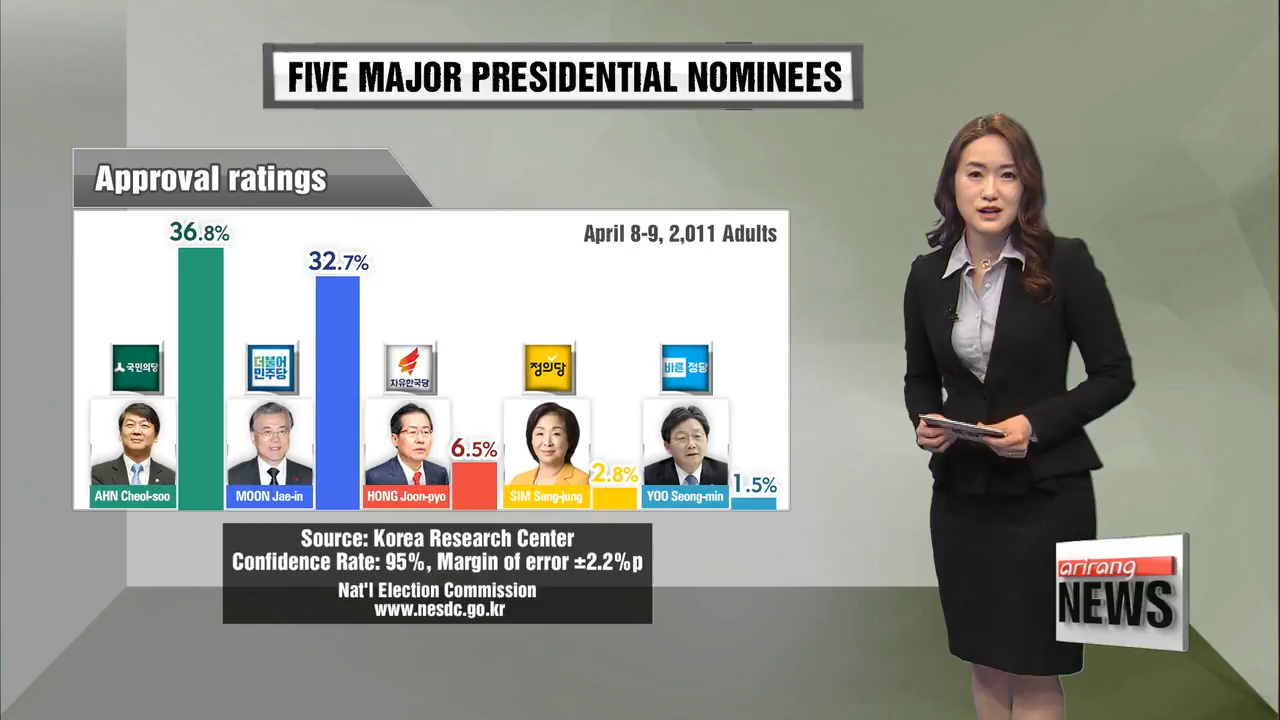 FIVE MAJOR PRESIDENTIAL NOMINEES
Approval ratings
April 8-9, 2,011 Adults
36.8%
32.7%
6.5%
2.8%
1.5%
국민의당
더불어
민주당
자유한국당
정의당
바른 정당
AHN Cheol-soo
MOON Jae-in
HONG Joon-pyo
SIM Sang-jung
YOO Seong-min
Source: Korea Research Center
Confidence Rate: 95%, Margin of error ±2.2%p
Nat'l Election Commission
www.nesdc.go.kr
arirang
NEWS